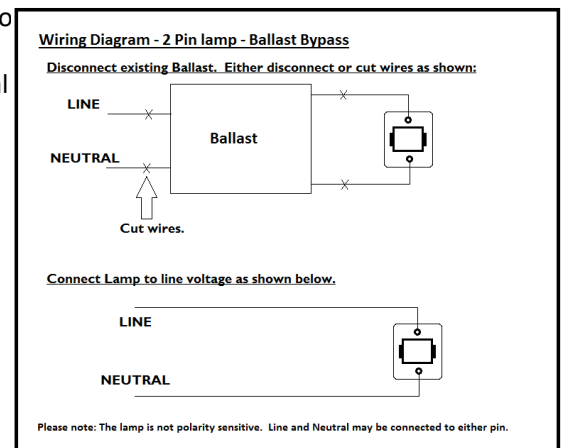 o
Wiring Diagram - 2 Pin lamp - Ballast Bypass
Disconnect existing Ballast. Either disconnect or cut wires as shown:
l
LINE
Ballast
NEUTRAL
Cut wires.
Connect Lamp to line voltage as shown below.
LINE
NEUTRAL
Please note: The lamp is not polarity sensitive. Line and Neutral may be connected to either pin.